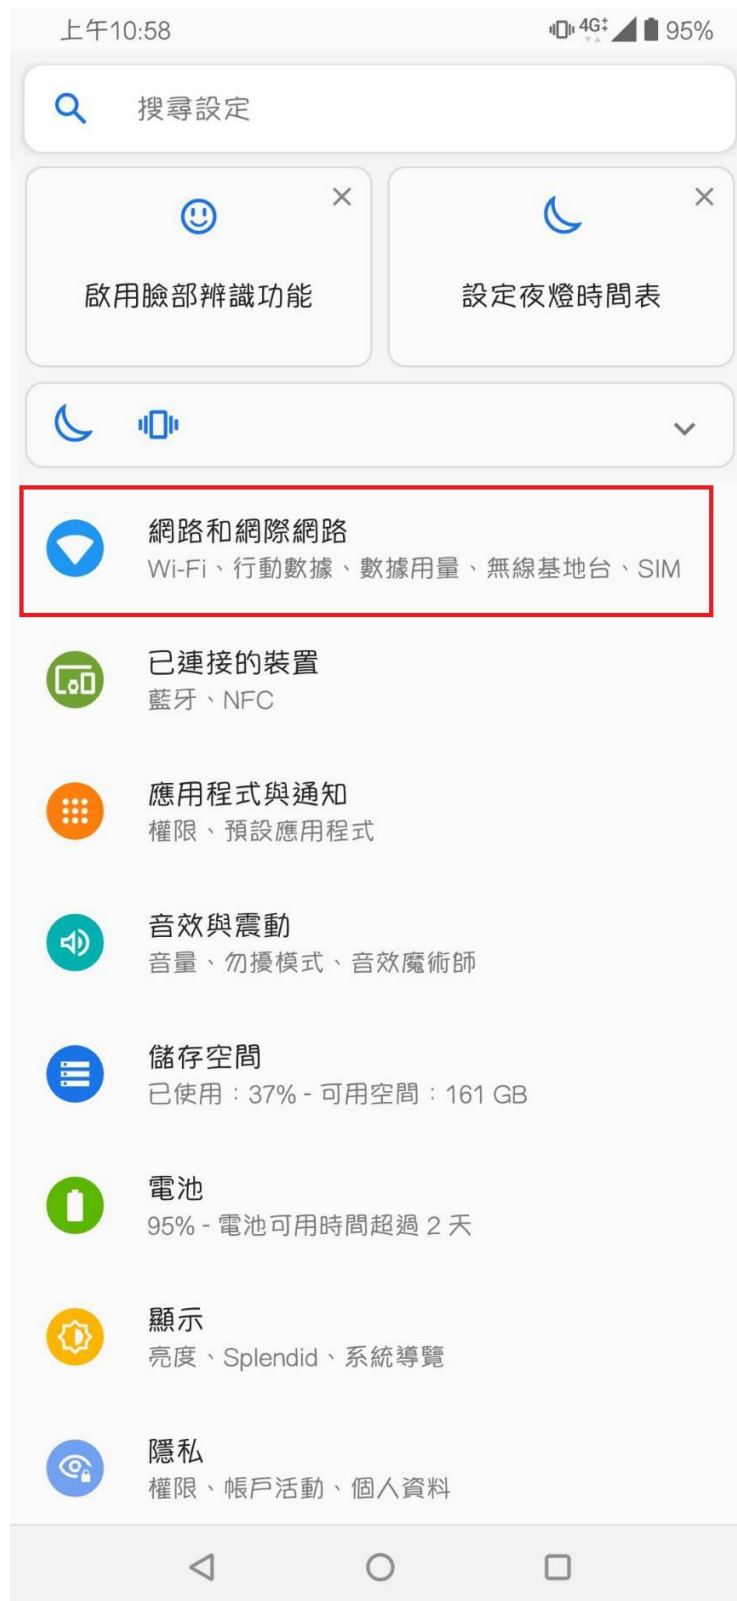 上午10:58 4G+ 95%
搜尋設定
啟用臉部辨識功能 設定夜燈時間表
網路和網際網路
Wi-Fi、行動數據、數據用量、無線基地台、SIM
已連接的裝置
藍牙、NFC
應用程式與通知
權限、預設應用程式
音效與震動
音量、勿擾模式、音效魔術師
儲存空間
已使用：37% - 可用空間：161 GB
電池
95% - 電池可用時間超過 2 天
顯示
亮度、Splendid、系統導覽
隱私
權限、帳戶活動、個人資料